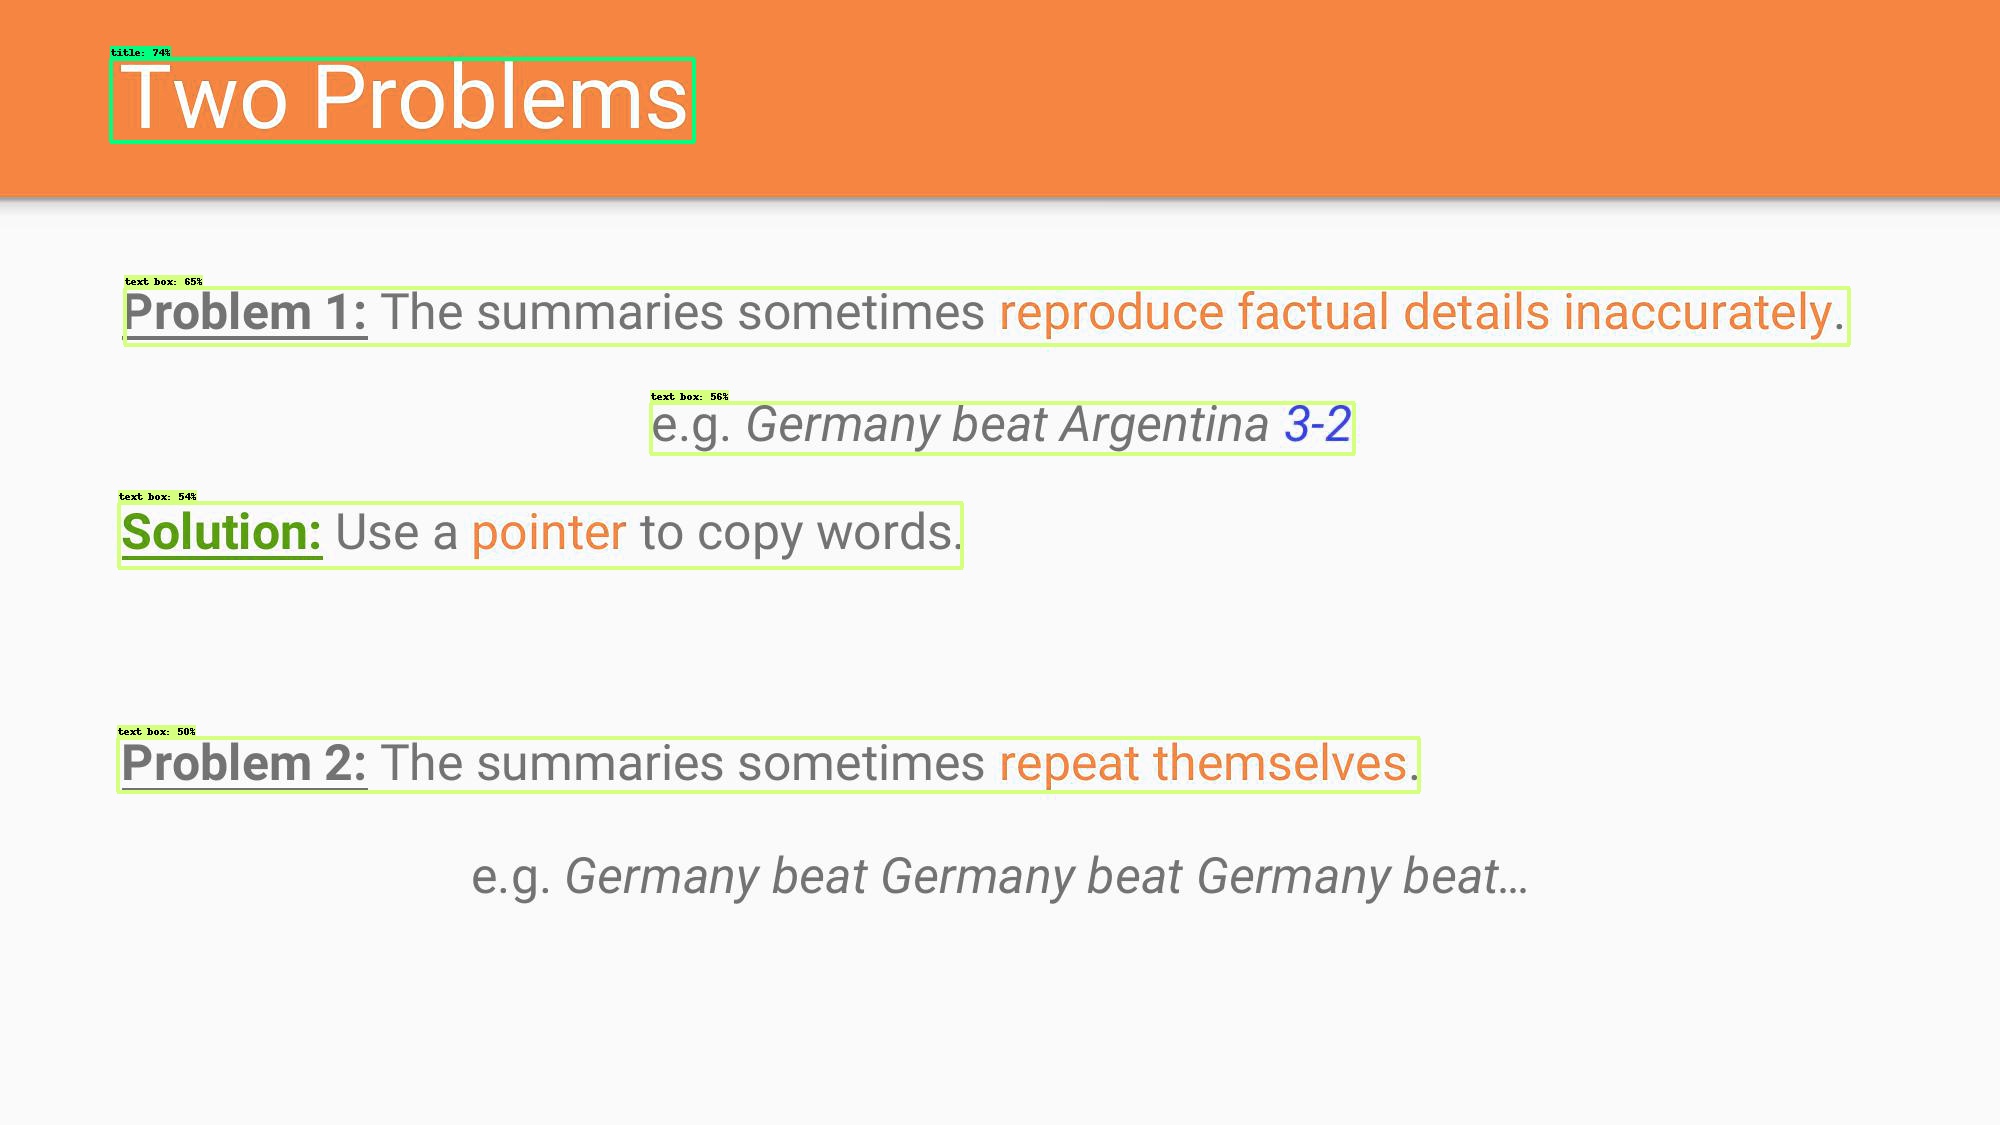 title: 74%
Two Problems
text box: 65%
Problem 1: The summaries sometimes reproduce factual details inaccurately.
text box: 56%
e.g. Germany beat Argentina 3-2
text box: 54%
Solution: Use a pointer to copy words.
text box: 50%
Problem 2: The summaries sometimes repeat themselves.
e.g. Germany beat Germany beat Germany beat…